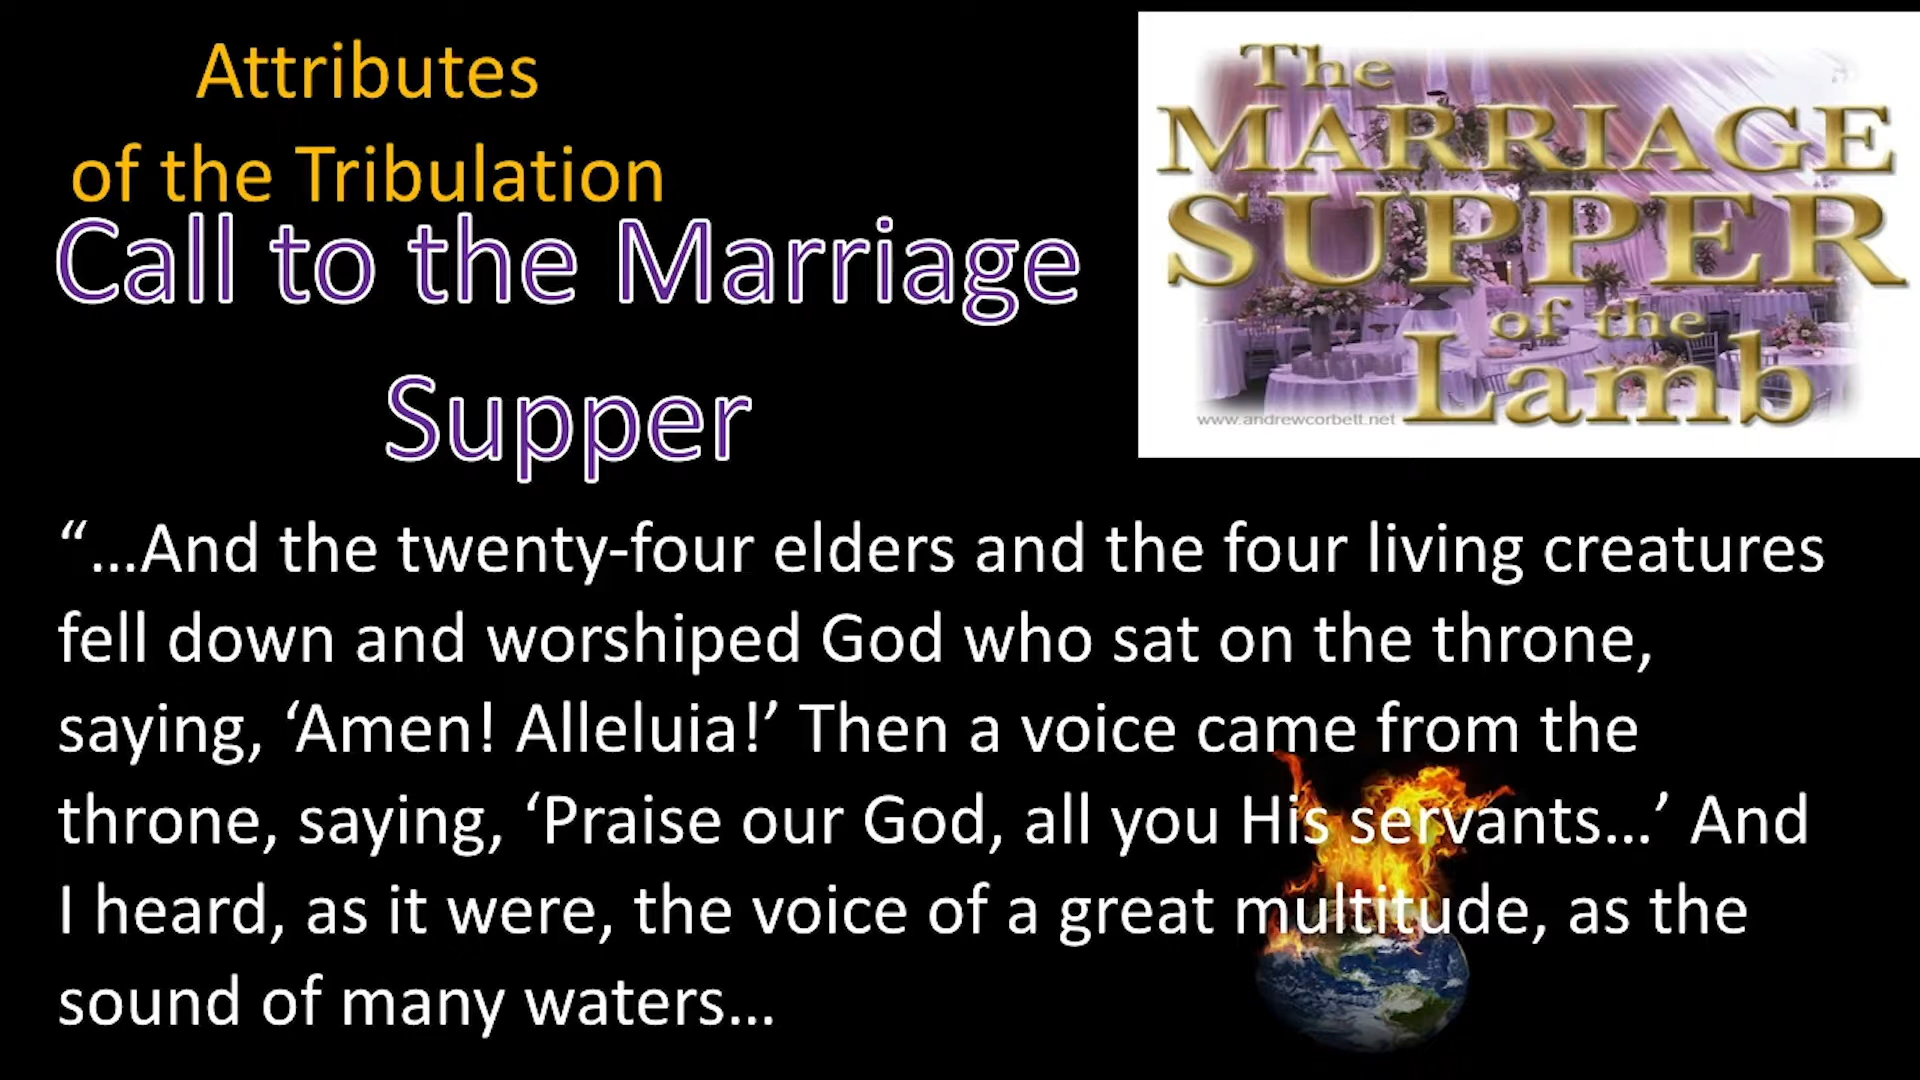 Attributes
of the Tribulation
Call to the Marriage
Supper
The
MARRIAGE
SUPPER
of the
Lamb
www.andrewcorbett.net
“...And the twenty-four elders and the four living creatures
fell down and worshiped God who sat on the throne,
saying, ‘Amen! Alleluia!’ Then a voice came from the
throne, saying, ‘Praise our God, all you His servants...’ And
I heard, as it were, the voice of a great multitude, as the
sound of many waters...